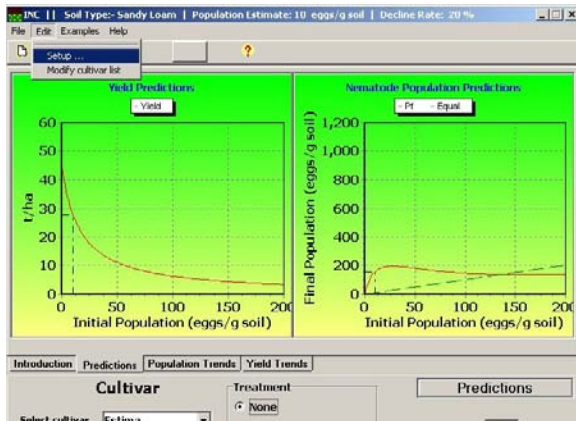 INC || Soil Type:- Sandy Loam | Population Estimate: 10 eggs/g soil | Decline Rate: 20 %
File Edit Examples Help
Setup ...
Modify cultivar list
?
Yield Predictions
Yield
60
50
40
30
20
10
0
t/ha
0 50 100 150 200
Initial Population (eggs/g soil)
Nematode Population Predictions
Pf Equal
1,200
1,000
800
600
400
200
0
Final Population (eggs/g soil)
0 50 100 150 200
Initial Population (eggs/g soil)
Introduction Predictions Population Trends Yield Trends
Cultivar
Select cultivar Estima
Treatment
None
Predictions